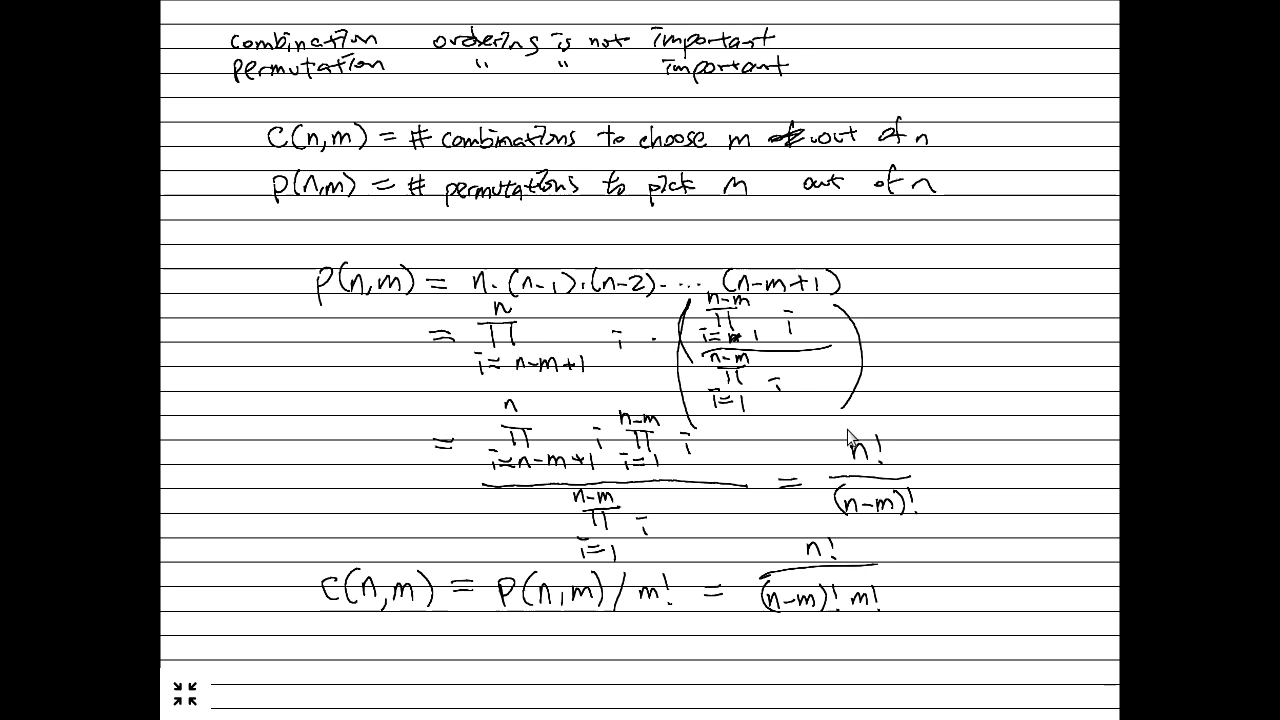 combination ordering is not important
permutation " " important
C(n,m) = # combinations to choose m out of n
P(n,m) = # permutations to pick m out of n
P(n,m) = n·(n-1)·(n-2)· ··· (n-m+1)
= ∏_{i=n-m+1}^{n} i · ( ∏_{i=1}^{n-m} i / ∏_{i=1}^{n-m} i )
= ∏_{i=n-m+1}^{n} i ∏_{i=1}^{n-m} i / ∏_{i=1}^{n-m} i = n! / (n-m)!
C(n,m) = P(n,m) / m! = n! / (n-m)! m!